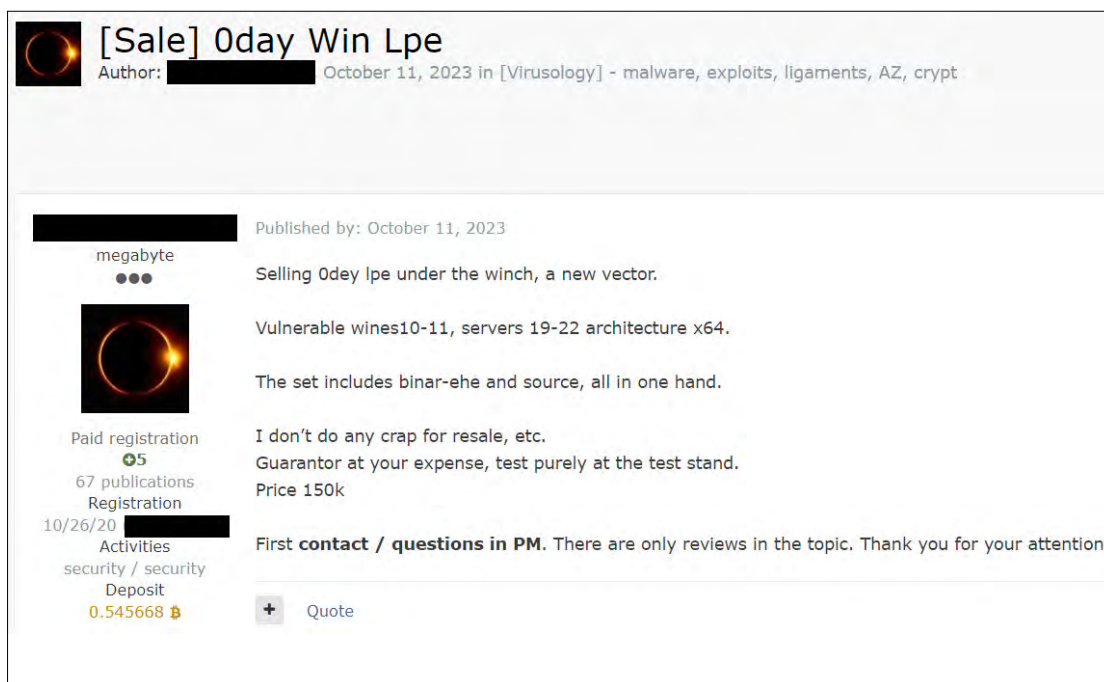 [Sale] 0day Win Lpe
Author: October 11, 2023 in [Virusology] - malware, exploits, ligaments, AZ, crypt
megabyte
Paid registration
5
67 publications
Registration
10/26/20
Activities
security / security
Deposit
0.545668 ₿
Published by: October 11, 2023
Selling 0dey lpe under the winch, a new vector.
Vulnerable wines10-11, servers 19-22 architecture x64.
The set includes binar-ehe and source, all in one hand.
I don't do any crap for resale, etc.
Guarantor at your expense, test purely at the test stand.
Price 150k
First contact / questions in PM. There are only reviews in the topic. Thank you for your attention
+ Quote